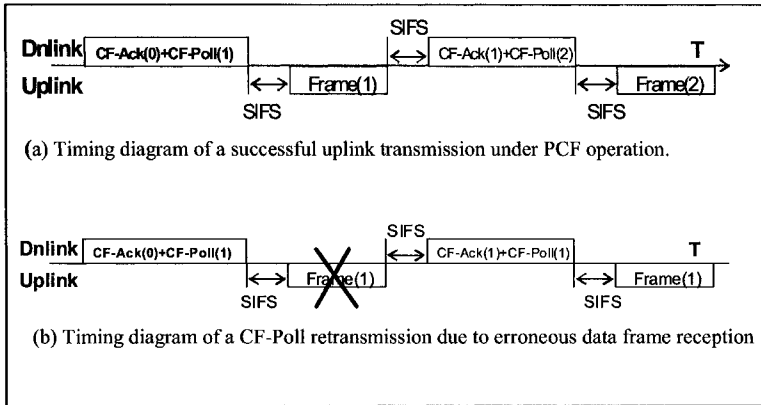 SIFS
Dnlink CF-Ack(0)+CF-Poll(1) CF-Ack(1)+CF-Poll(2) T
Uplink Frame(1) Frame(2)
SIFS SIFS
(a) Timing diagram of a successful uplink transmission under PCF operation.
SIFS
Dnlink CF-Ack(0)+CF-Poll(1) CF-Ack(1)+CF-Poll(1) T
Uplink Frame(1) Frame(1)
SIFS SIFS
(b) Timing diagram of a CF-Poll retransmission due to erroneous data frame reception